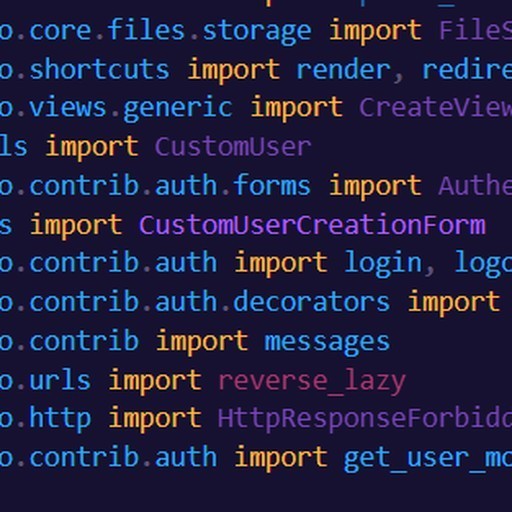 o.core.files.storage import FileS
o.shortcuts import render, redire
o.views.generic import CreateView
ls import CustomUser
o.contrib.auth.forms import Authe
s import CustomUserCreationForm
o.contrib.auth import login, logo
o.contrib.auth.decorators import
o.contrib import messages
o.urls import reverse_lazy
o.http import HttpResponseForbidd
o.contrib.auth import get_user_mo